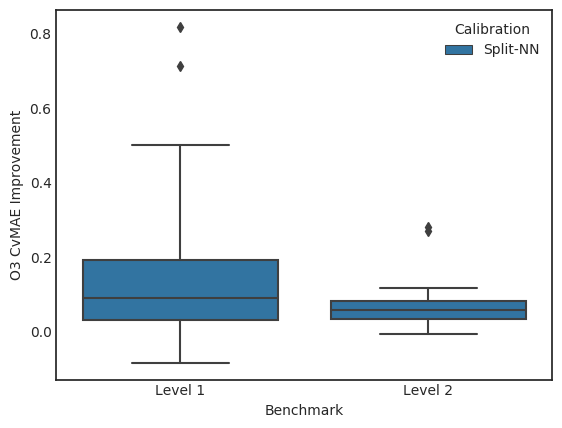 Calibration
Split-NN
0.8
0.6
0.4
0.2
0.0
O3 CvMAE Improvement
Level 1
Level 2
Benchmark